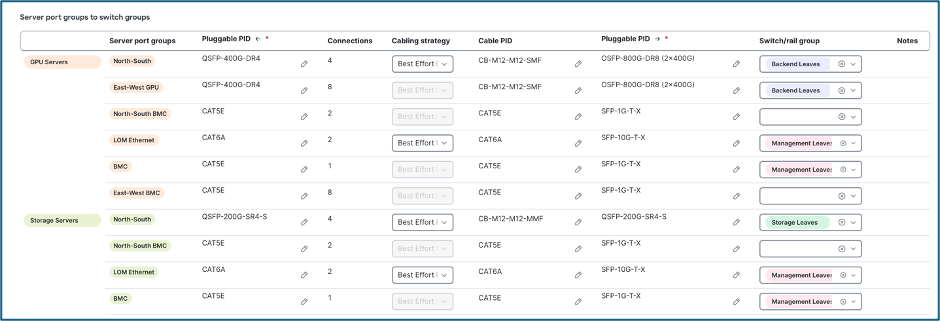 Server port groups to switch groups
Server port groups Pluggable PID ← * Connections Cabling strategy Cable PID Pluggable PID → * Switch/rail group Notes
GPU Servers North-South QSFP-400G-DR4 4 Best Effort CB-M12-M12-SMF OSFP-800G-DR8 (2×400G) Backend Leaves
East-West GPU QSFP-400G-DR4 8 Best Effort CB-M12-M12-SMF OSFP-800G-DR8 (2×400G) Backend Leaves
North-South BMC CAT5E 2 Best Effort CAT5E SFP-1G-T-X
LOM Ethernet CAT6A 2 Best Effort CAT6A SFP-10G-T-X Management Leaves
BMC CAT5E 1 Best Effort CAT5E SFP-1G-T-X Management Leaves
East-West BMC CAT5E 8 Best Effort CAT5E SFP-1G-T-X
Storage Servers North-South QSFP-200G-SR4-S 4 Best Effort CB-M12-M12-MMF QSFP-200G-SR4-S Storage Leaves
North-South BMC CAT5E 2 Best Effort CAT5E SFP-1G-T-X
LOM Ethernet CAT6A 2 Best Effort CAT6A SFP-10G-T-X Management Leaves
BMC CAT5E 1 Best Effort CAT5E SFP-1G-T-X Management Leaves